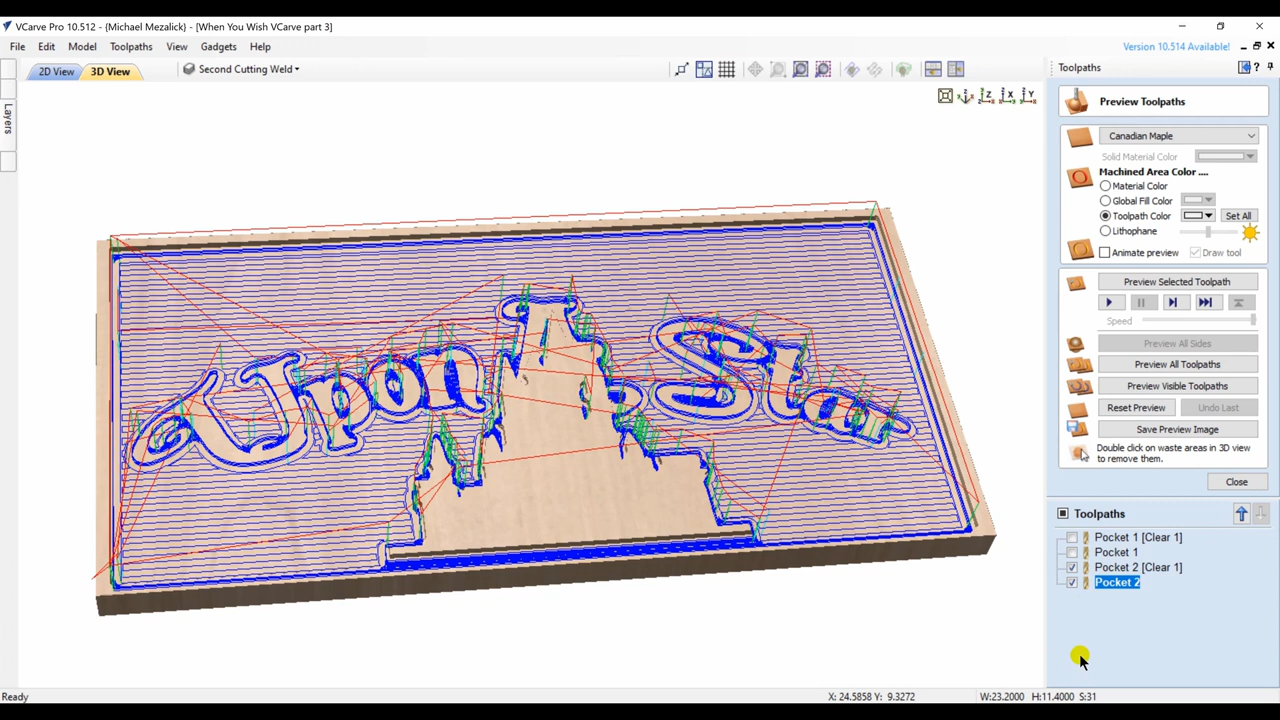 VCarve Pro 10.512 - (Michael Mezalick) - [When You Wish VCarve part 3]
File Edit Model Toolpaths View Gadgets Help
Version 10.514 Available!
2D View 3D View Second Cutting Weld
Layers
Toolpaths
Z X Y
Preview Toolpaths
Canadian Maple
Solid Material Color
Machined Area Color ....
Material Color
Global Fill Color
Toolpath Color Set All
Lithophane
Animate preview Draw tool
Preview Selected Toolpath
Speed
Preview All Sides
Preview All Toolpaths
Preview Visible Toolpaths
Reset Preview Undo Last
Save Preview Image
Double click on waste areas in 3D view
to remove them.
Close
Toolpaths
Pocket 1 [Clear 1]
Pocket 1
Pocket 2 [Clear 1]
Pocket 2
Upon A Star
Ready X: 24.5858 Y: 9.3272 W:23.2000 H:11.4000 S:31